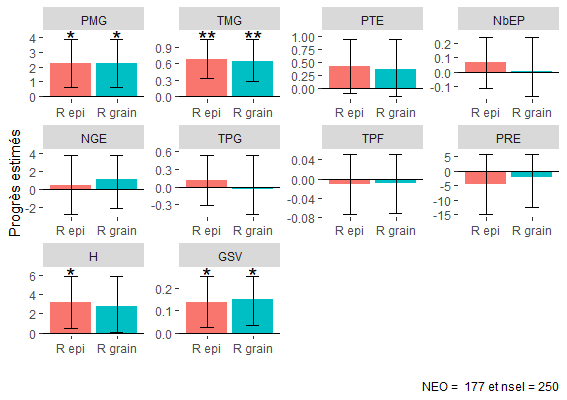 Progrès estimés
PMG TMG PTE NbEP
* * ** **
4 3 2 1 0
0.9 0.6 0.3 0.0
1.00 0.75 0.50 0.25 0.00
0.2 0.1 0.0 -0.1
R epi R grain R epi R grain R epi R grain R epi R grain
NGE TPG TPF PRE
4 2 0 -2
0.6 0.3 0.0 -0.3
0.04 0.00 -0.04 -0.08
5 0 -5 -10 -15
R epi R grain R epi R grain R epi R grain R epi R grain
H GSV
* * *
6 4 2 0
0.2 0.1 0.0
R epi R grain R epi R grain
NEO = 177 et nsel = 250